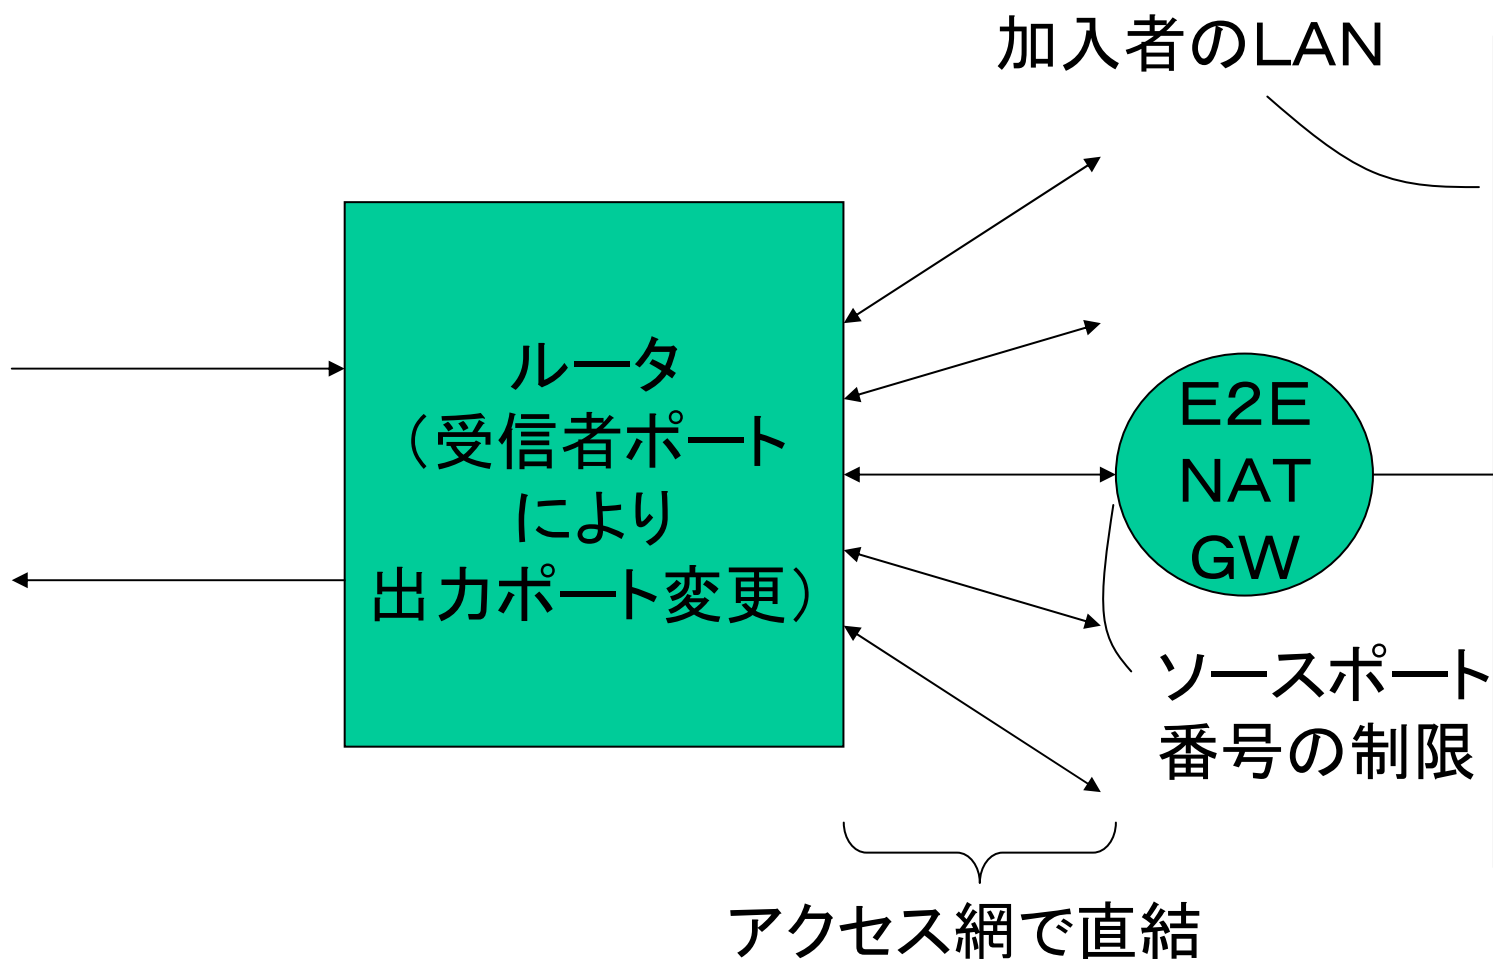 加入者のＬＡＮ
ルータ
（受信者ポート
により
出力ポート変更）
Ｅ２Ｅ
ＮＡＴ
ＧＷ
ソースポート
番号の制限
アクセス網で直結